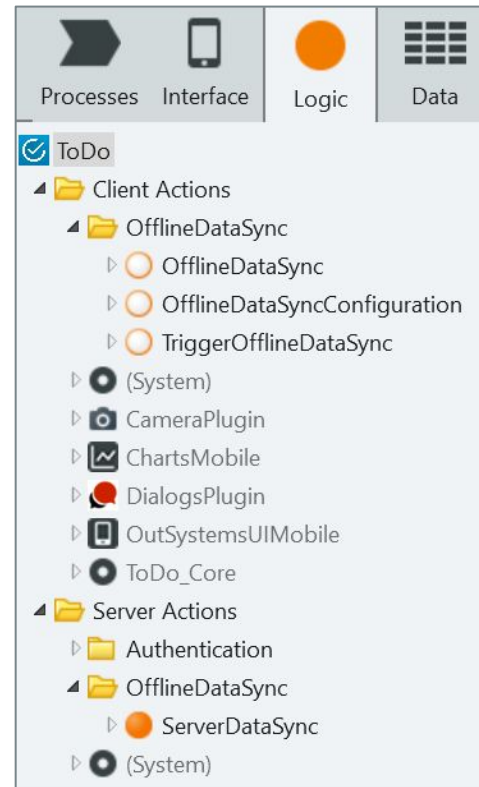 Processes Interface Logic Data
ToDo
Client Actions
OfflineDataSync
OfflineDataSync
OfflineDataSyncConfiguration
TriggerOfflineDataSync
(System)
CameraPlugin
ChartsMobile
DialogsPlugin
OutSystemsUIMobile
ToDo_Core
Server Actions
Authentication
OfflineDataSync
ServerDataSync
(System)